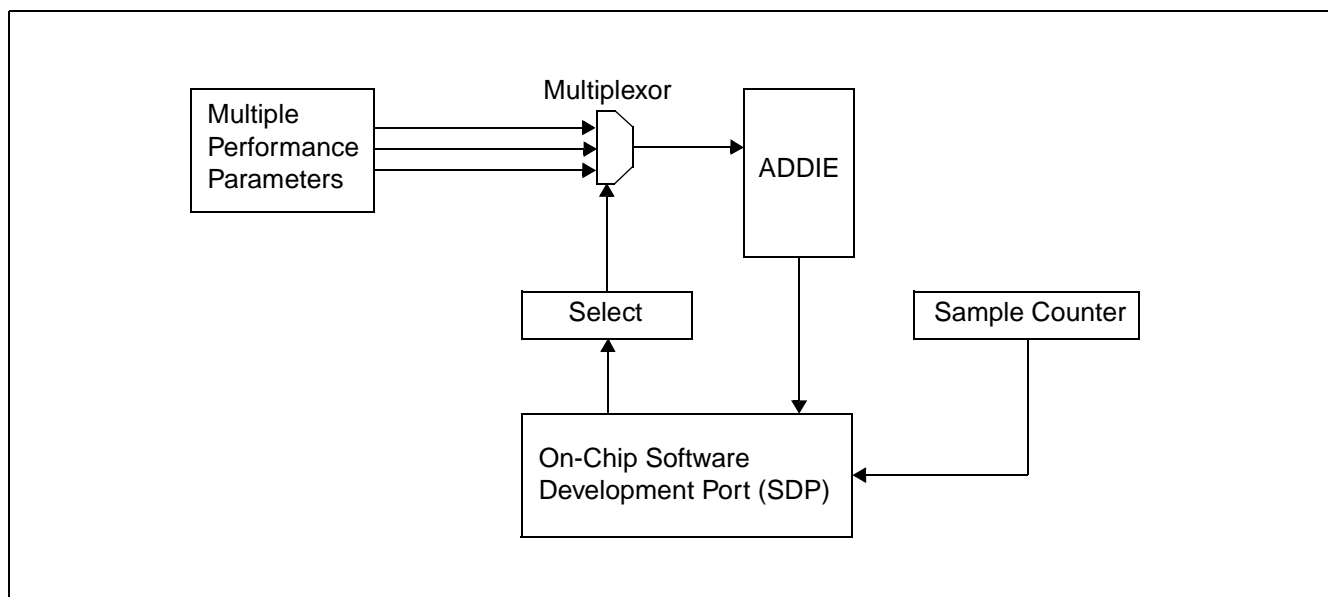 Multiplexor
Multiple
Performance
Parameters
ADDIE
Select
Sample Counter
On-Chip Software
Development Port (SDP)